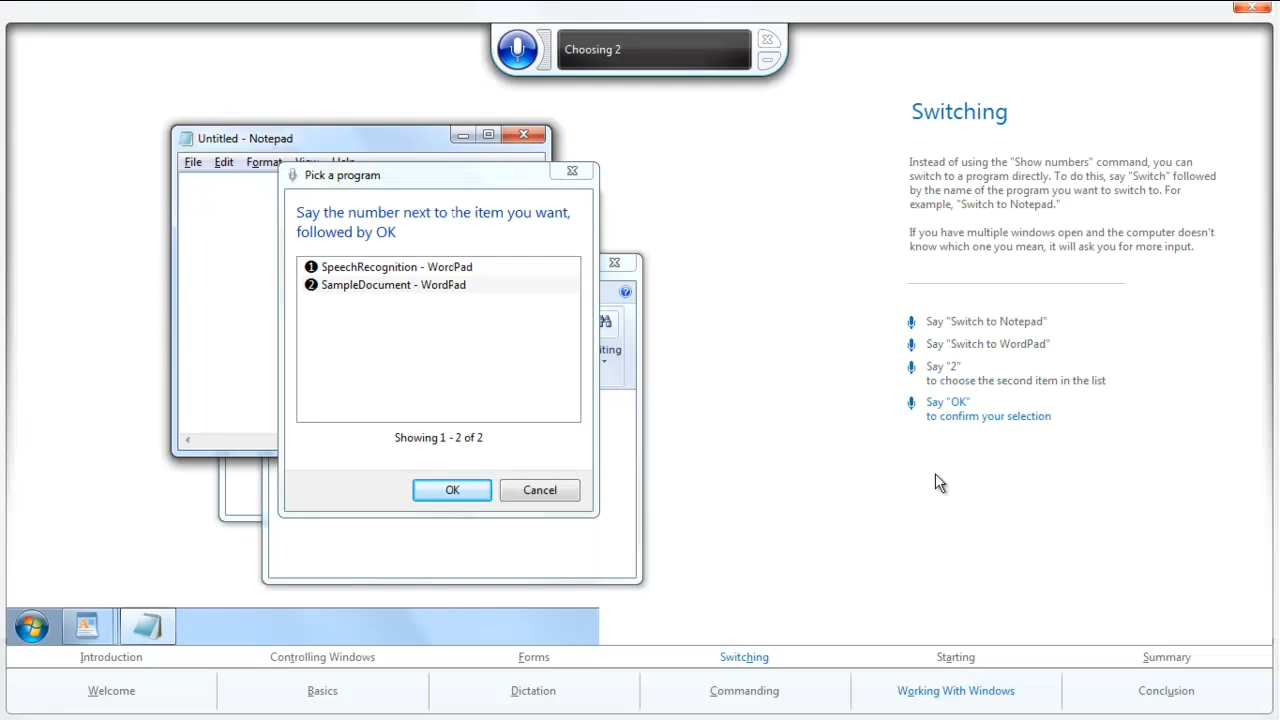 Choosing 2
Switching
Instead of using the "Show numbers" command, you can
switch to a program directly. To do this, say "Switch" followed
by the name of the program you want to switch to. For
example, "Switch to Notepad."
If you have multiple windows open and the computer doesn't
know which one you mean, it will ask you for more input.
Say "Switch to Notepad"
Say "Switch to WordPad"
Say "2"
to choose the second item in the list
Say "OK"
to confirm your selection
Untitled - Notepad
File Edit Format View Help
Pick a program
Say the number next to the item you want,
followed by OK
1 SpeechRecognition - WordPad
2 SampleDocument - WordPad
Showing 1 - 2 of 2
OK Cancel
iting
Introduction Controlling Windows Forms Switching Starting Summary
Welcome Basics Dictation Commanding Working With Windows Conclusion